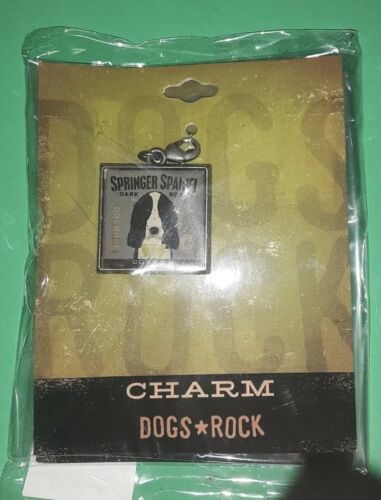 DOGS
ROCK
SPRINGER SPANIEL
DARK
CHARM
DOGS★ROCK